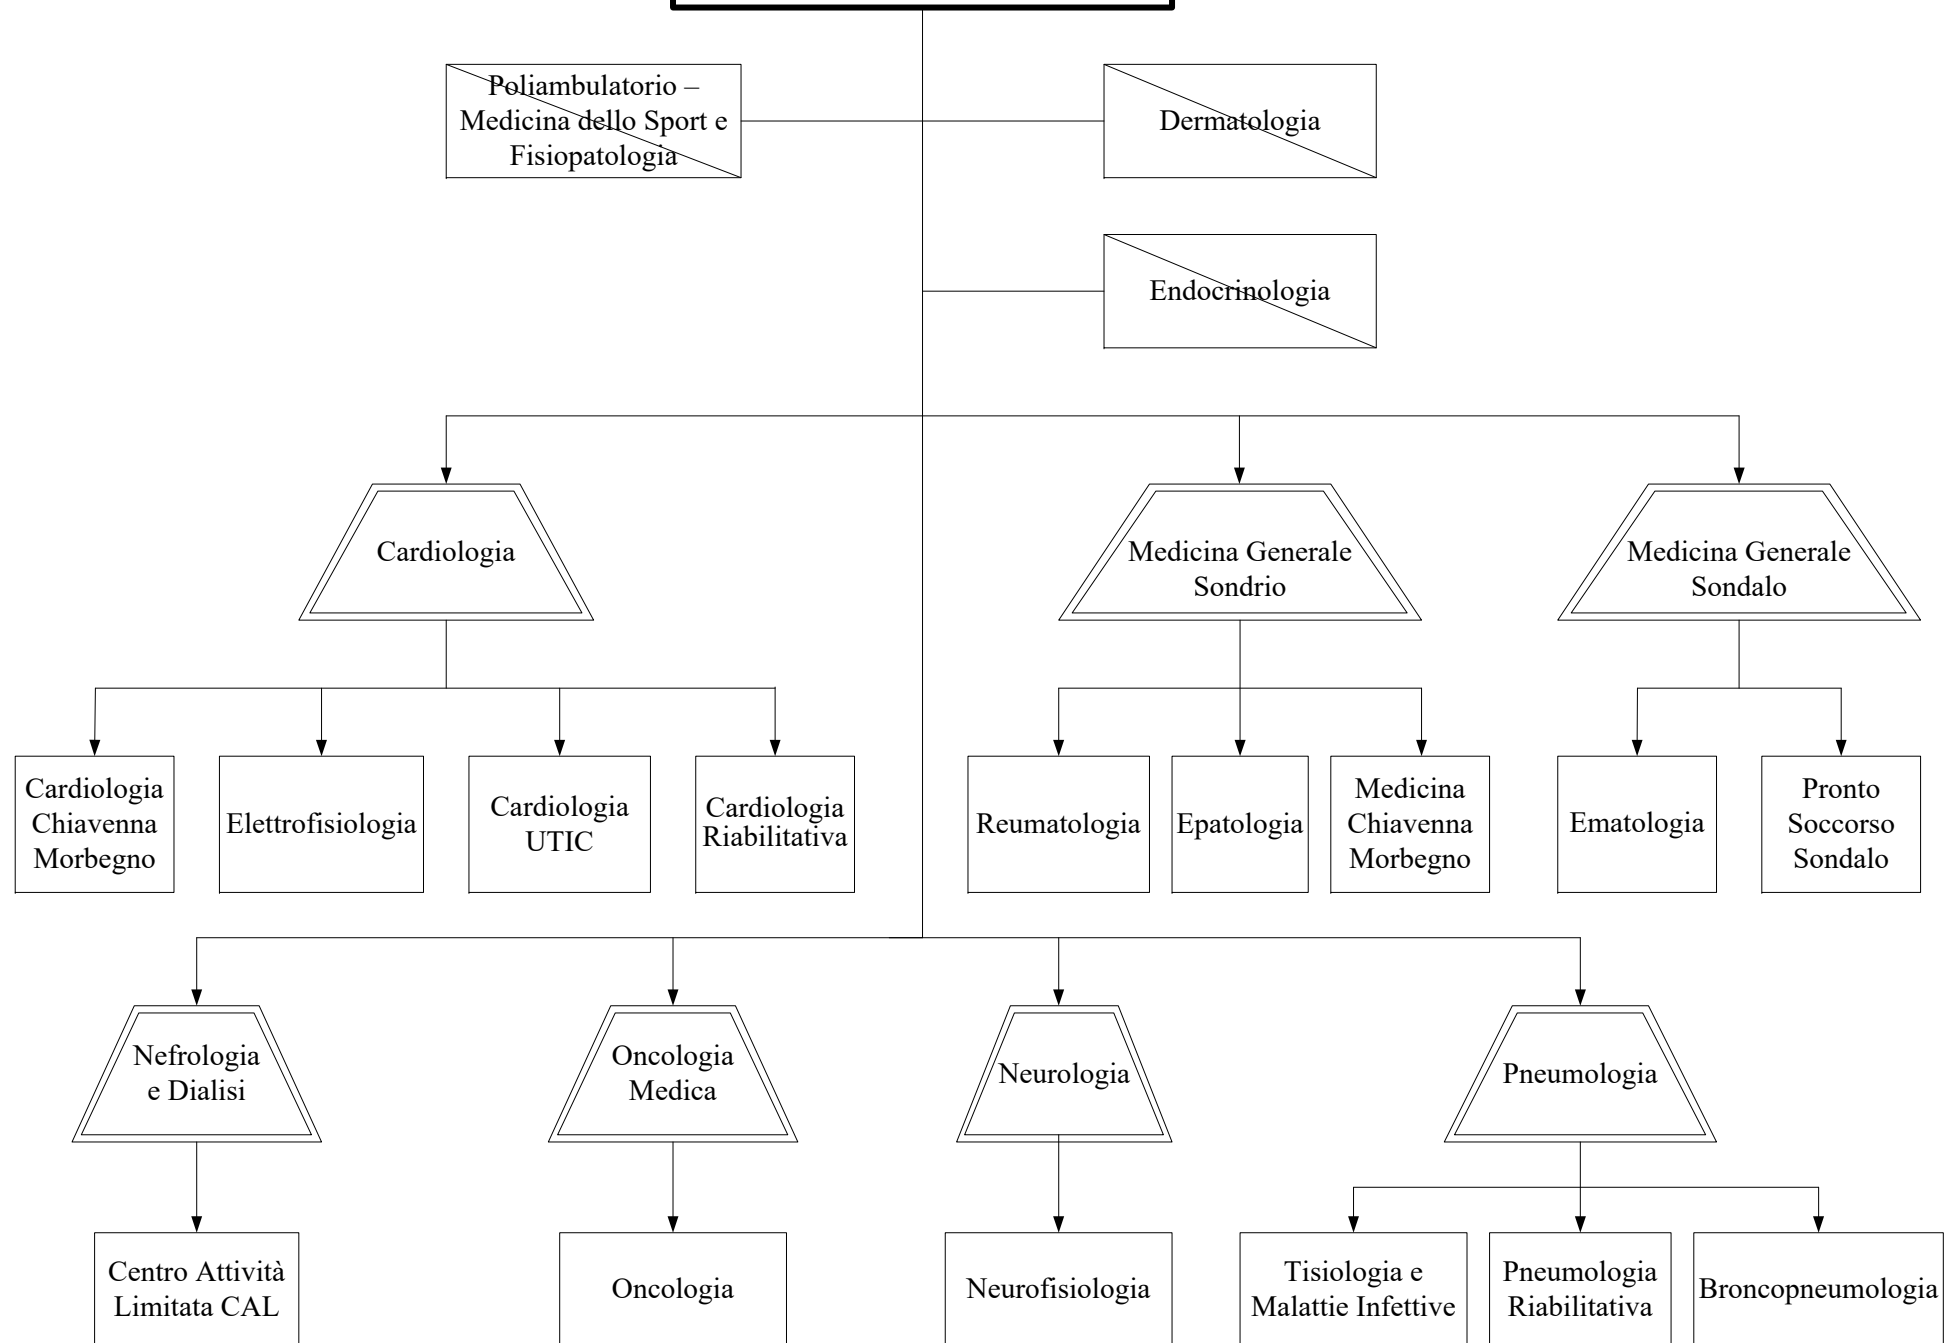 Poliambulatorio –
Medicina dello Sport e
Fisiopatologia
Dermatologia
Endocrinologia
Cardiologia
Medicina Generale
Sondrio
Medicina Generale
Sondalo
Cardiologia
Chiavenna
Morbegno
Elettrofisiologia
Cardiologia
UTIC
Cardiologia
Riabilitativa
Reumatologia
Epatologia
Medicina
Chiavenna
Morbegno
Ematologia
Pronto
Soccorso
Sondalo
Nefrologia
e Dialisi
Oncologia
Medica
Neurologia
Pneumologia
Centro Attività
Limitata CAL
Oncologia
Neurofisiologia
Tisiologia e
Malattie Infettive
Pneumologia
Riabilitativa
Broncopneumologia